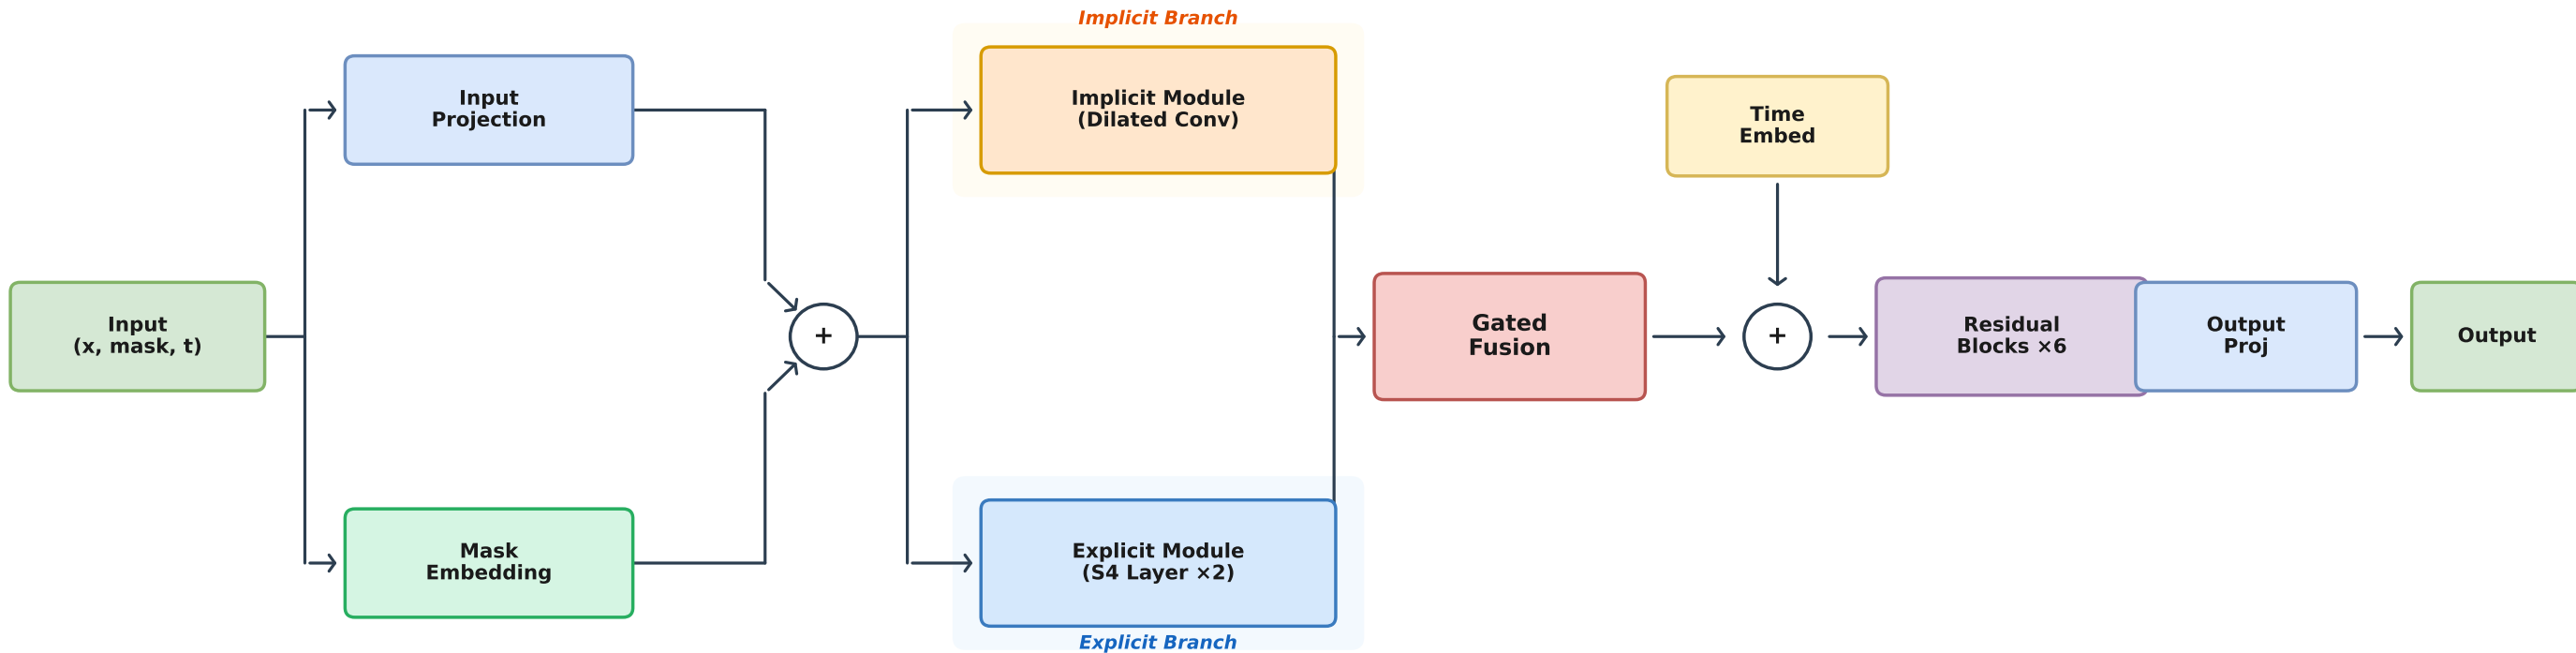 Implicit Branch
Input
Projection
Implicit Module
(Dilated Conv)
Time
Embed
Input
(x, mask, t)
+
Gated
Fusion
+
Residual
Blocks ×6
Output
Proj
Output
Mask
Embedding
Explicit Module
(S4 Layer ×2)
Explicit Branch